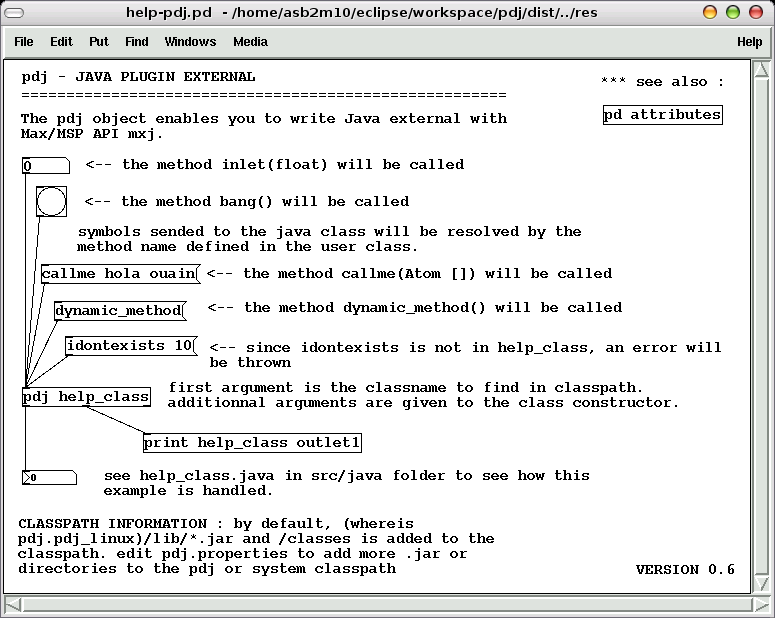 help-pdj.pd - /home/asb2m10/eclipse/workspace/pdj/dist/../res
File Edit Put Find Windows Media Help
pdj - JAVA PLUGIN EXTERNAL
======================================================
*** see also :
pd attributes
The pdj object enables you to write Java external with
Max/MSP API mxj.
0
<-- the method inlet(float) will be called
<-- the method bang() will be called
symbols sended to the java class will be resolved by the
method name defined in the user class.
callme hola ouain
<-- the method callme(Atom []) will be called
dynamic_method
<-- the method dynamic_method() will be called
idontexists 10
<-- since idontexists is not in help_class, an error will
be thrown
pdj help_class
first argument is the classname to find in classpath.
additionnal arguments are given to the class constructor.
print help_class outlet1
0
see help_class.java in src/java folder to see how this
example is handled.
CLASSPATH INFORMATION : by default, (whereis
pdj.pdj_linux)/lib/*.jar and /classes is added to the
classpath. edit pdj.properties to add more .jar or
directories to the pdj or system classpath
VERSION 0.6